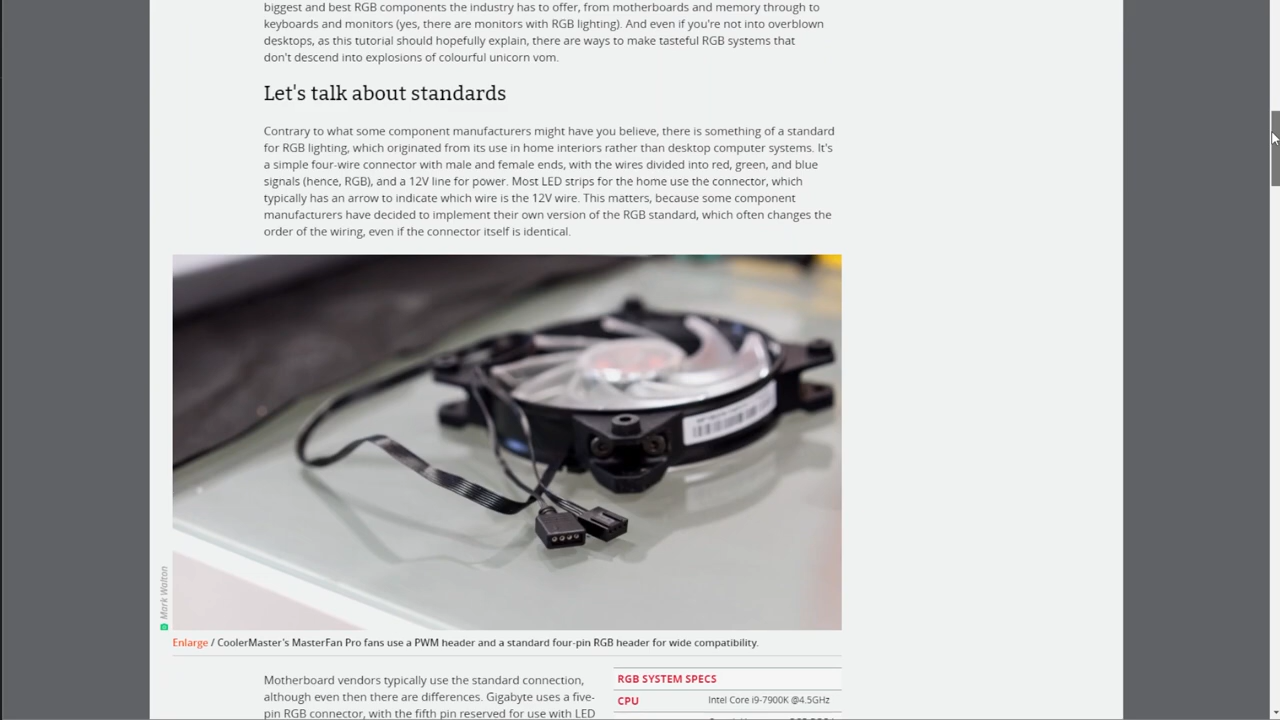 biggest and best RGB components the industry has to offer, from motherboards and memory through to
keyboards and monitors (yes, there are monitors with RGB lighting). And even if you're not into overblown
desktops, as this tutorial should hopefully explain, there are ways to make tasteful RGB systems that
don't descend into explosions of colourful unicorn vom.
Let's talk about standards
Contrary to what some component manufacturers might have you believe, there is something of a standard
for RGB lighting, which originated from its use in home interiors rather than desktop computer systems. It's
a simple four-wire connector with male and female ends, with the wires divided into red, green, and blue
signals (hence, RGB), and a 12V line for power. Most LED strips for the home use the connector, which
typically has an arrow to indicate which wire is the 12V wire. This matters, because some component
manufacturers have decided to implement their own version of the RGB standard, which often changes the
order of the wiring, even if the connector itself is identical.
Mark Walton
Enlarge / CoolerMaster's MasterFan Pro fans use a PWM header and a standard four-pin RGB header for wide compatibility.
Motherboard vendors typically use the standard connection,
although even then there are differences. Gigabyte uses a five-
pin RGB connector, with the fifth pin reserved for use with LED
RGB SYSTEM SPECS
CPU Intel Core i9-7900K @4.5GHz